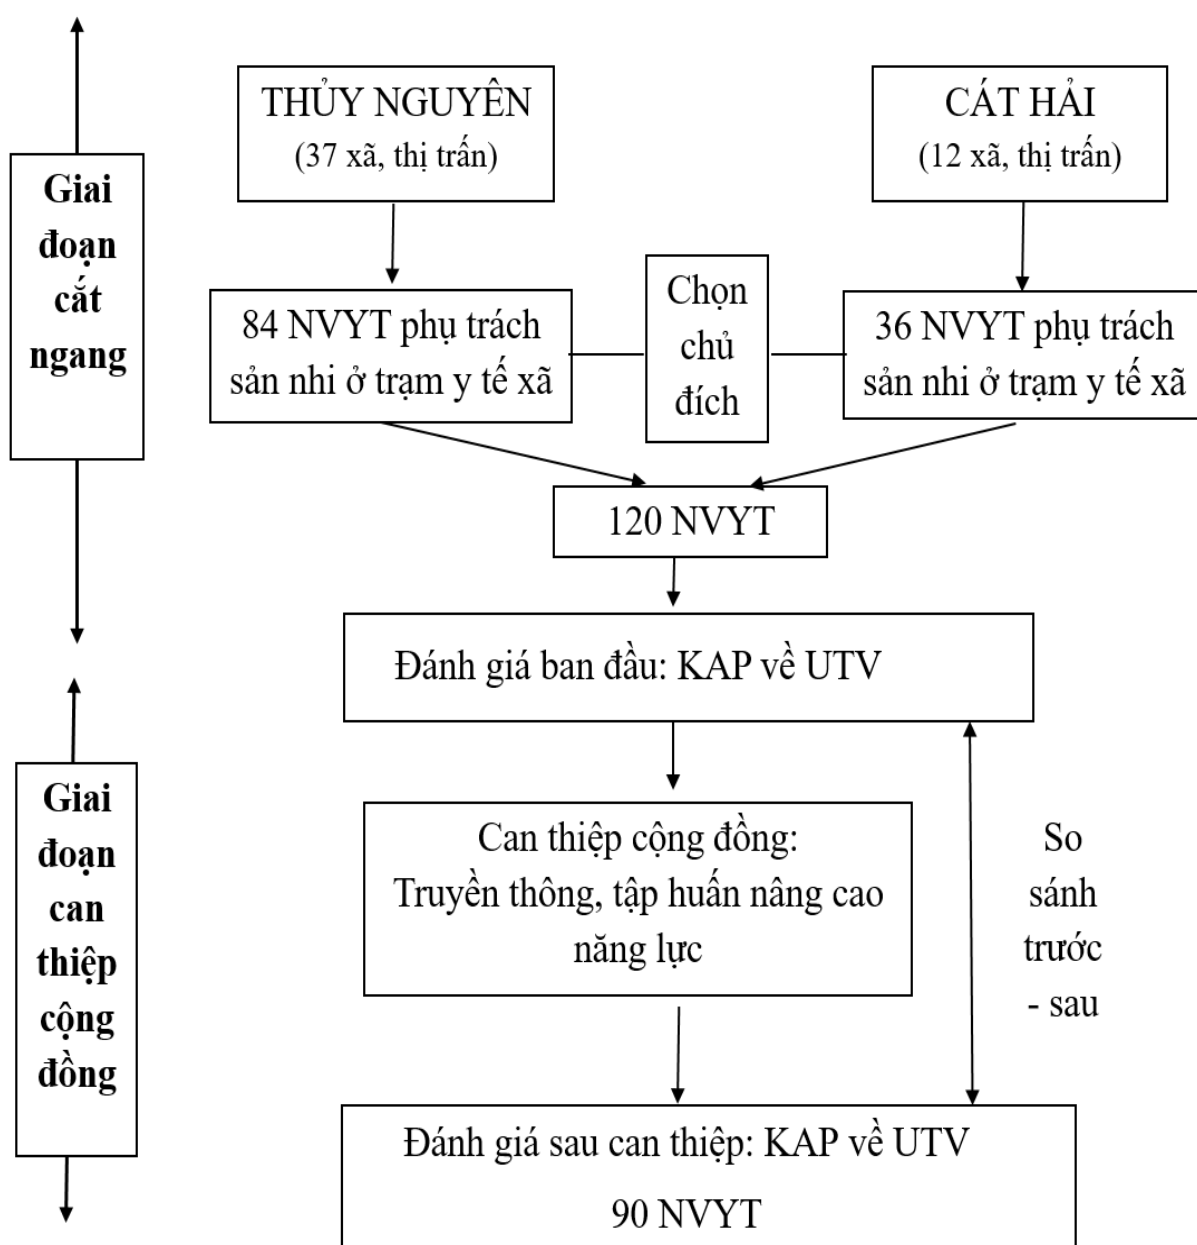 THỦY NGUYÊN
(37 xã, thị trấn)
CÁT HẢI
(12 xã, thị trấn)
Giai
đoạn
cắt
ngang
84 NVYT phụ trách
sản nhi ở trạm y tế xã
Chọn
chủ
đích
36 NVYT phụ trách
sản nhi ở trạm y tế xã
120 NVYT
Đánh giá ban đầu: KAP về UTV
Giai
đoạn
can
thiệp
cộng
đồng
Can thiệp cộng đồng:
Truyền thông, tập huấn nâng cao
năng lực
So
sánh
trước
- sau
Đánh giá sau can thiệp: KAP về UTV
90 NVYT